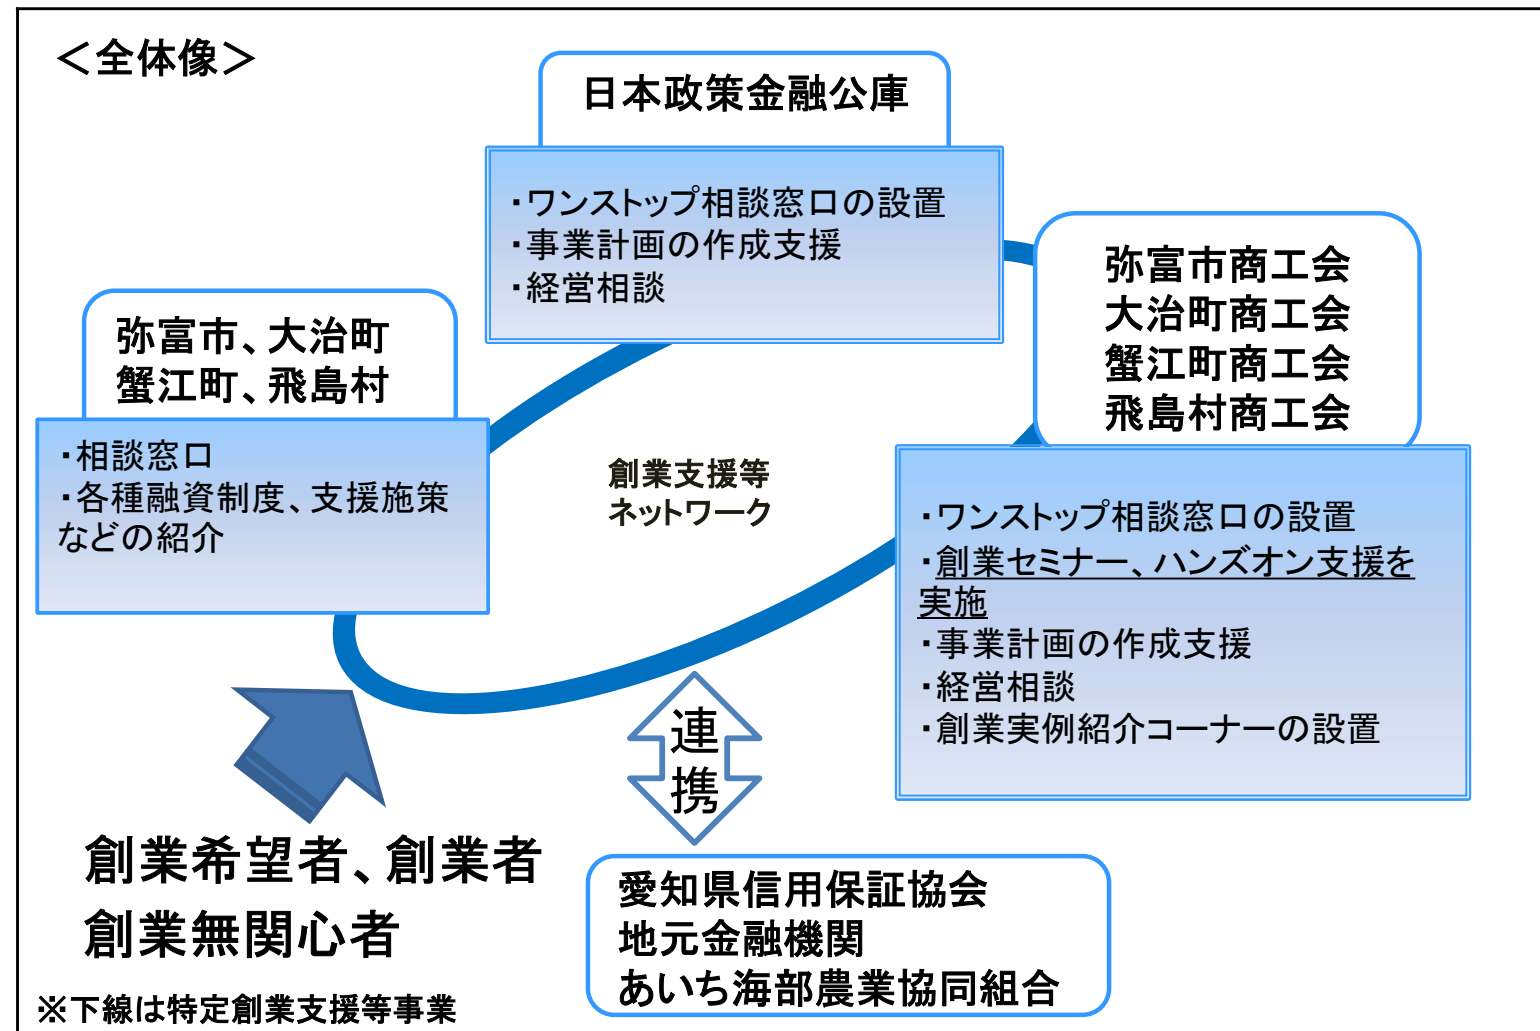 ＜全体像＞
日本政策金融公庫
・ワンストップ相談窓口の設置
・事業計画の作成支援
・経営相談
弥富市、大治町
蟹江町、飛島村
・相談窓口
・各種融資制度、支援施策
などの紹介
弥富市商工会
大治町商工会
蟹江町商工会
飛島村商工会
・ワンストップ相談窓口の設置
・創業セミナー、ハンズオン支援を
実施
・事業計画の作成支援
・経営相談
・創業実例紹介コーナーの設置
創業支援等
ネットワーク
連
携
創業希望者、創業者
創業無関心者
愛知県信用保証協会
地元金融機関
あいち海部農業協同組合
※下線は特定創業支援等事業